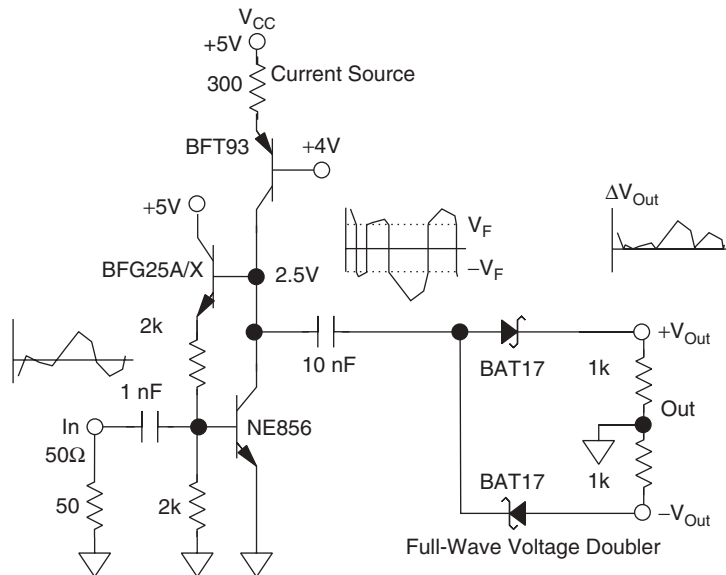 V_CC
+5V
300
Current Source
BFT93
+4V
+5V
BFG25A/X
2.5V
V_F
−V_F
ΔV_Out
2k
10 nF
BAT17
+V_Out
1k
1 nF
In
50Ω
NE856
Out
50
2k
BAT17
1k
−V_Out
Full-Wave Voltage Doubler